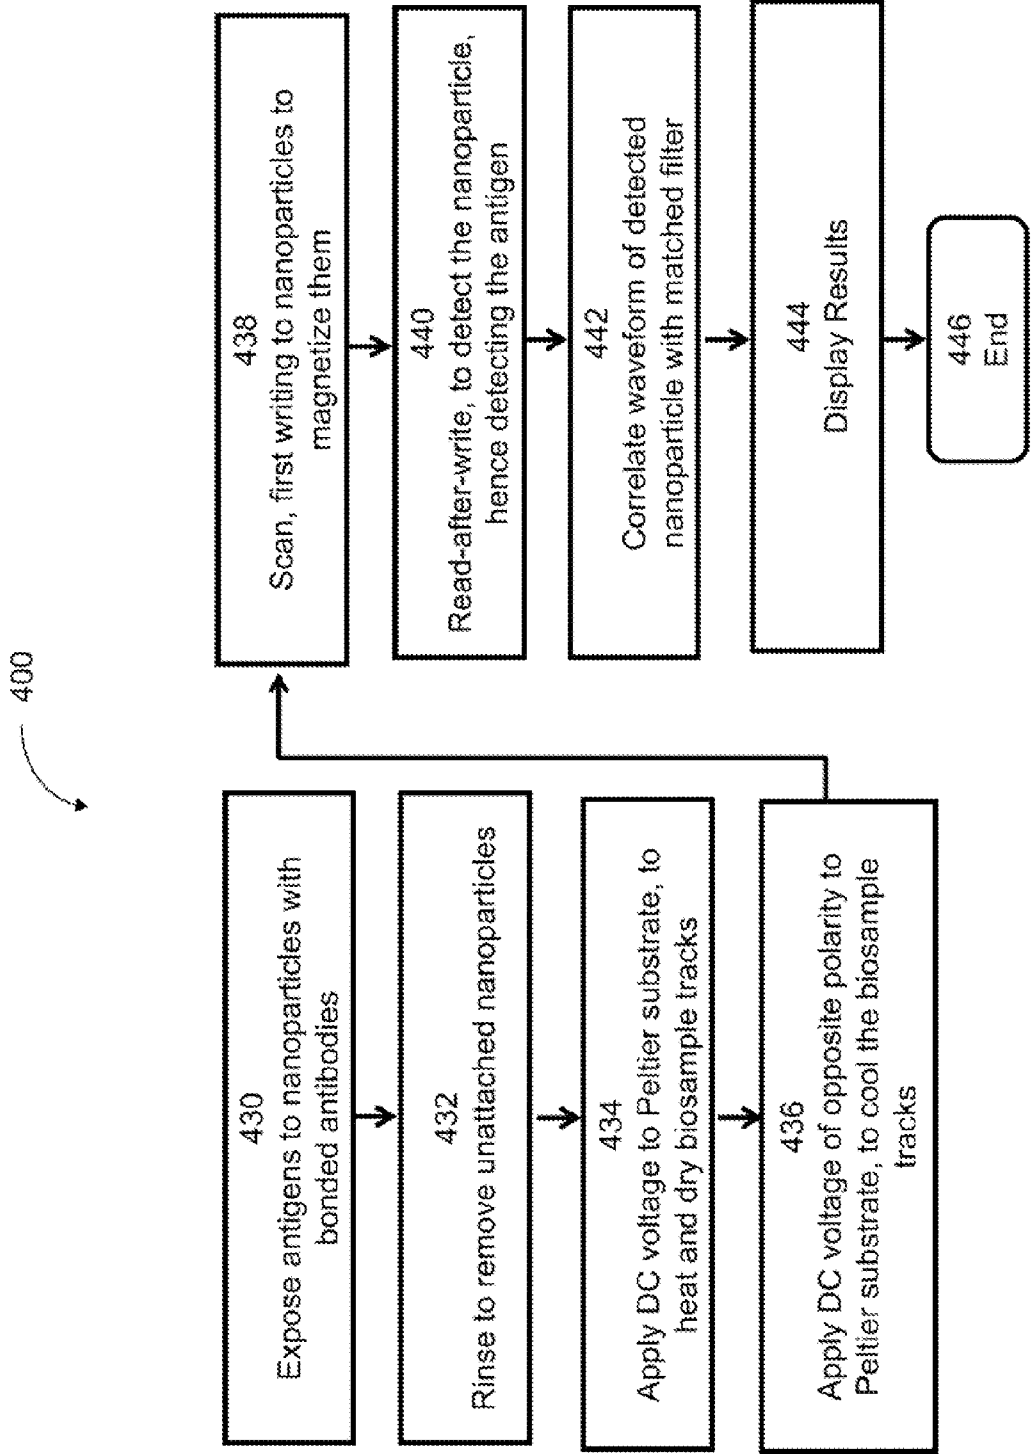 400
430
Expose antigens to nanoparticles with
bonded antibodies
432
Rinse to remove unattached nanoparticles
434
Apply DC voltage to Peltier substrate, to
heat and dry biosample tracks
436
Apply DC voltage of opposite polarity to
Peltier substrate, to cool the biosample
tracks
438
Scan, first writing to nanoparticles to
magnetize them
440
Read-after-write, to detect the nanoparticle,
hence detecting the antigen
442
Correlate waveform of detected
nanoparticle with matched filter
444
Display Results
446
End